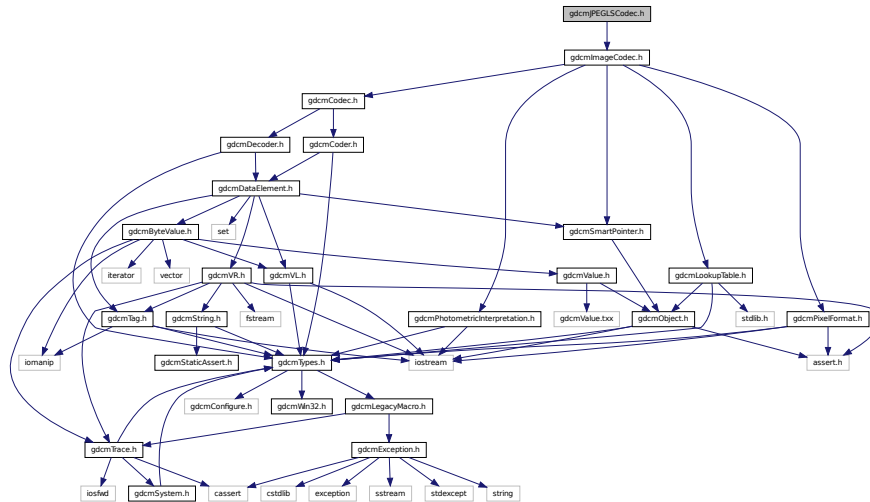 gdcmJPEGLSCodec.h
gdcmImageCodec.h
gdcmCodec.h
gdcmDecoder.h
gdcmCoder.h
gdcmDataElement.h
gdcmByteValue.h
set
gdcmSmartPointer.h
iterator
vector
gdcmVR.h
gdcmVL.h
gdcmValue.h
gdcmLookupTable.h
gdcmTag.h
gdcmString.h
fstream
gdcmPhotometricInterpretation.h
gdcmValue.txx
gdcmObject.h
stdlib.h
gdcmPixelFormat.h
iomanip
gdcmStaticAssert.h
gdcmTypes.h
iostream
assert.h
gdcmConfigure.h
gdcmWin32.h
gdcmLegacyMacro.h
gdcmTrace.h
gdcmException.h
iosfwd
gdcmSystem.h
cassert
cstdlib
exception
sstream
stdexcept
string